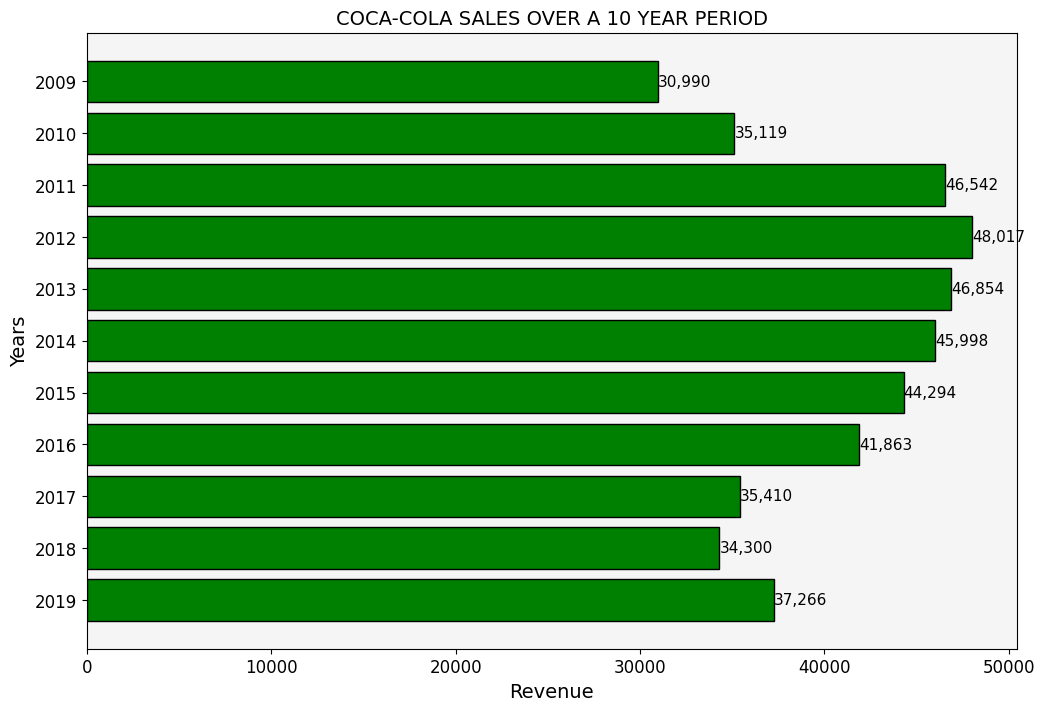 COCA-COLA SALES OVER A 10 YEAR PERIOD
Years
2009 30,990
2010 35,119
2011 46,542
2012 48,017
2013 46,854
2014 45,998
2015 44,294
2016 41,863
2017 35,410
2018 34,300
2019 37,266
0 10000 20000 30000 40000 50000
Revenue